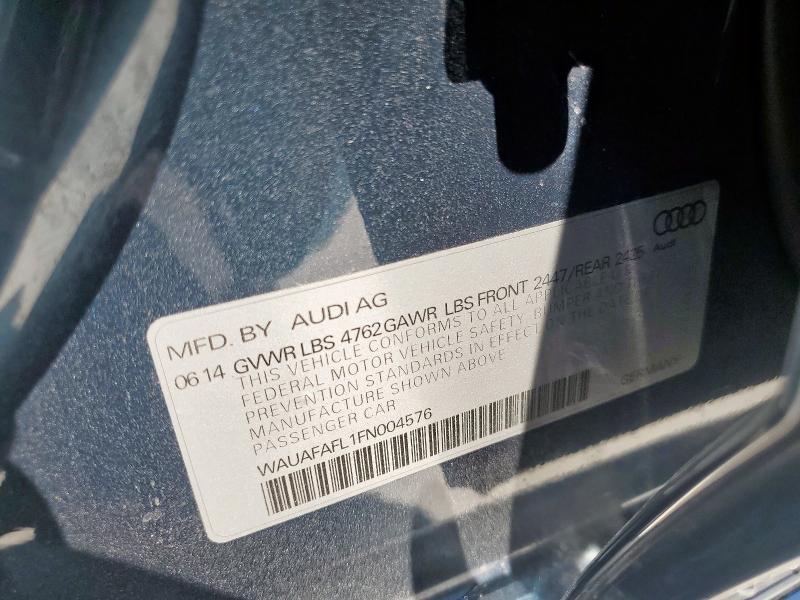 Audi
MFD. BY AUDI AG
06 14 GVWR LBS 4762 GAWR LBS FRONT 2447/REAR 2425
THIS VEHICLE CONFORMS TO ALL APPLICABLE U.S.
FEDERAL MOTOR VEHICLE SAFETY, BUMPER AND THEFT
PREVENTION STANDARDS IN EFFECT ON THE DATE OF
MANUFACTURE SHOWN ABOVE
PASSENGER CAR GERMANY
WAUAFAFL1FN004576